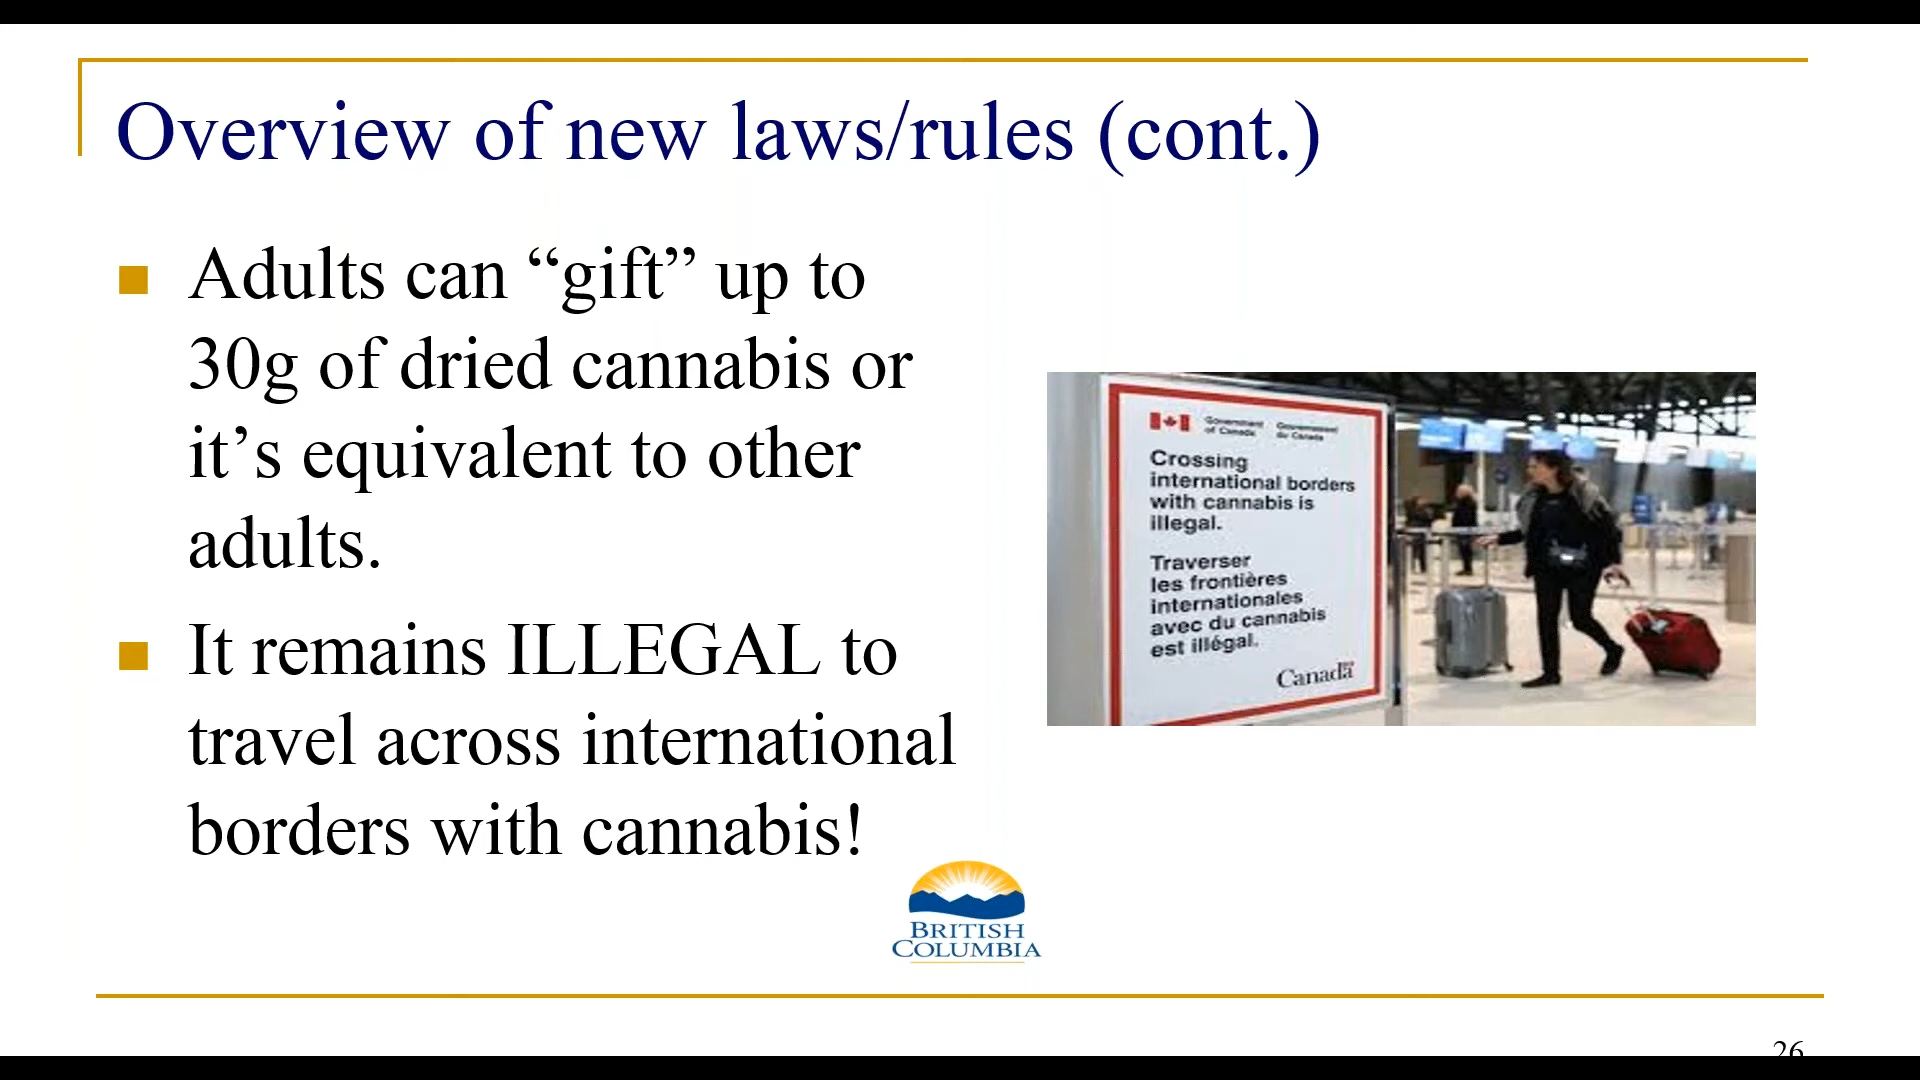 Overview of new laws/rules (cont.)
Adults can “gift” up to
30g of dried cannabis or
it’s equivalent to other
adults.
It remains ILLEGAL to
travel across international
borders with cannabis!
Government
of Canada
Gouvernement
du Canada
Crossing
international borders
with cannabis is
illegal.
Traverser
les frontières
internationales
avec du cannabis
est illégal.
Canada
BRITISH
COLUMBIA
26